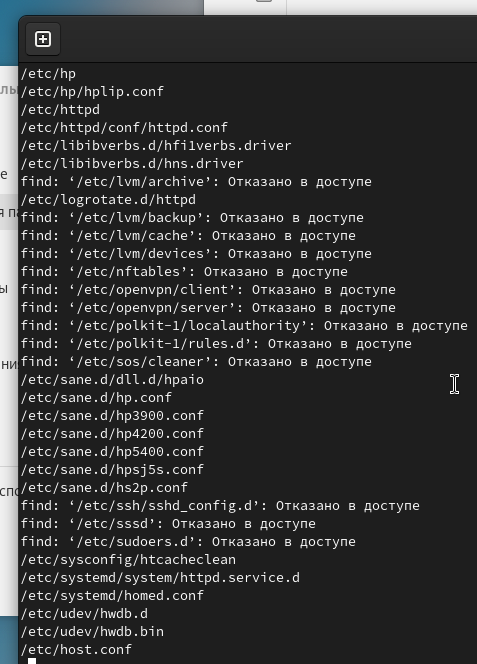 /etc/hp
/etc/hp/hplip.conf
/etc/httpd
/etc/httpd/conf/httpd.conf
/etc/libibverbs.d/hfi1verbs.driver
/etc/libibverbs.d/hns.driver
find: ‘/etc/lvm/archive’: Отказано в доступе
/etc/logrotate.d/httpd
find: ‘/etc/lvm/backup’: Отказано в доступе
find: ‘/etc/lvm/cache’: Отказано в доступе
find: ‘/etc/lvm/devices’: Отказано в доступе
find: ‘/etc/nftables’: Отказано в доступе
find: ‘/etc/openvpn/client’: Отказано в доступе
find: ‘/etc/openvpn/server’: Отказано в доступе
find: ‘/etc/polkit-1/localauthority’: Отказано в доступе
find: ‘/etc/polkit-1/rules.d’: Отказано в доступе
find: ‘/etc/sos/cleaner’: Отказано в доступе
/etc/sane.d/dll.d/hpaio
/etc/sane.d/hp.conf
/etc/sane.d/hp3900.conf
/etc/sane.d/hp4200.conf
/etc/sane.d/hp5400.conf
/etc/sane.d/hpsj5s.conf
/etc/sane.d/hs2p.conf
find: ‘/etc/ssh/sshd_config.d’: Отказано в доступе
find: ‘/etc/sssd’: Отказано в доступе
find: ‘/etc/sudoers.d’: Отказано в доступе
/etc/sysconfig/htcacheclean
/etc/systemd/system/httpd.service.d
/etc/systemd/homed.conf
/etc/udev/hwdb.d
/etc/udev/hwdb.bin
/etc/host.conf